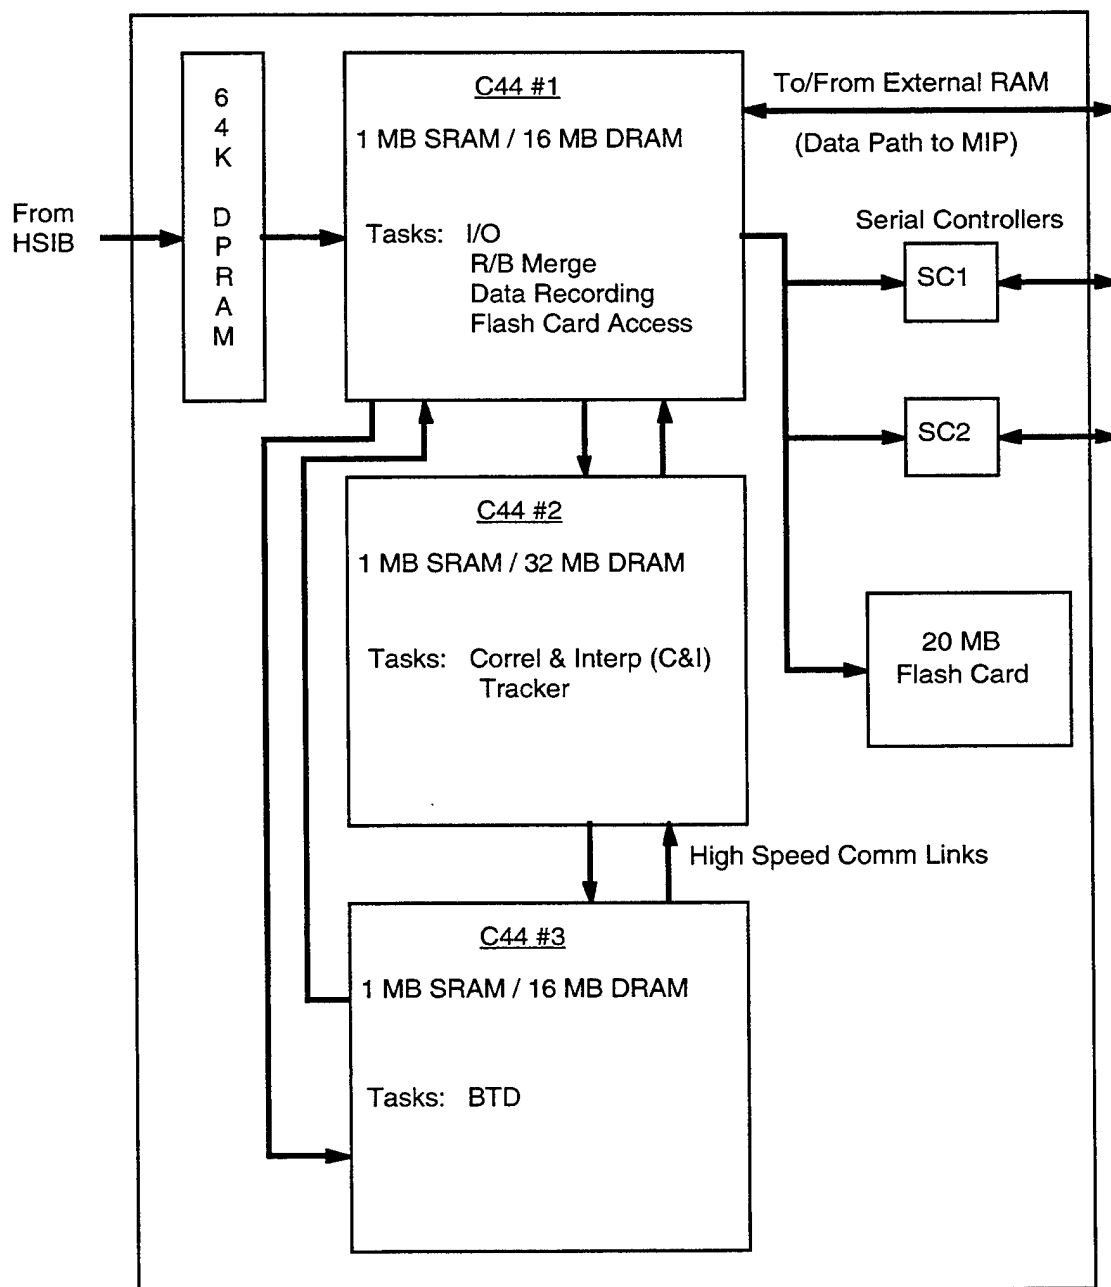 From
HSIB
64K DPRAM
C44 #1
1 MB SRAM / 16 MB DRAM
Tasks: I/O
R/B Merge
Data Recording
Flash Card Access
To/From External RAM
(Data Path to MIP)
Serial Controllers
SC1
SC2
20 MB
Flash Card
C44 #2
1 MB SRAM / 32 MB DRAM
Tasks: Correl & Interp (C&I)
Tracker
High Speed Comm Links
C44 #3
1 MB SRAM / 16 MB DRAM
Tasks: BTD